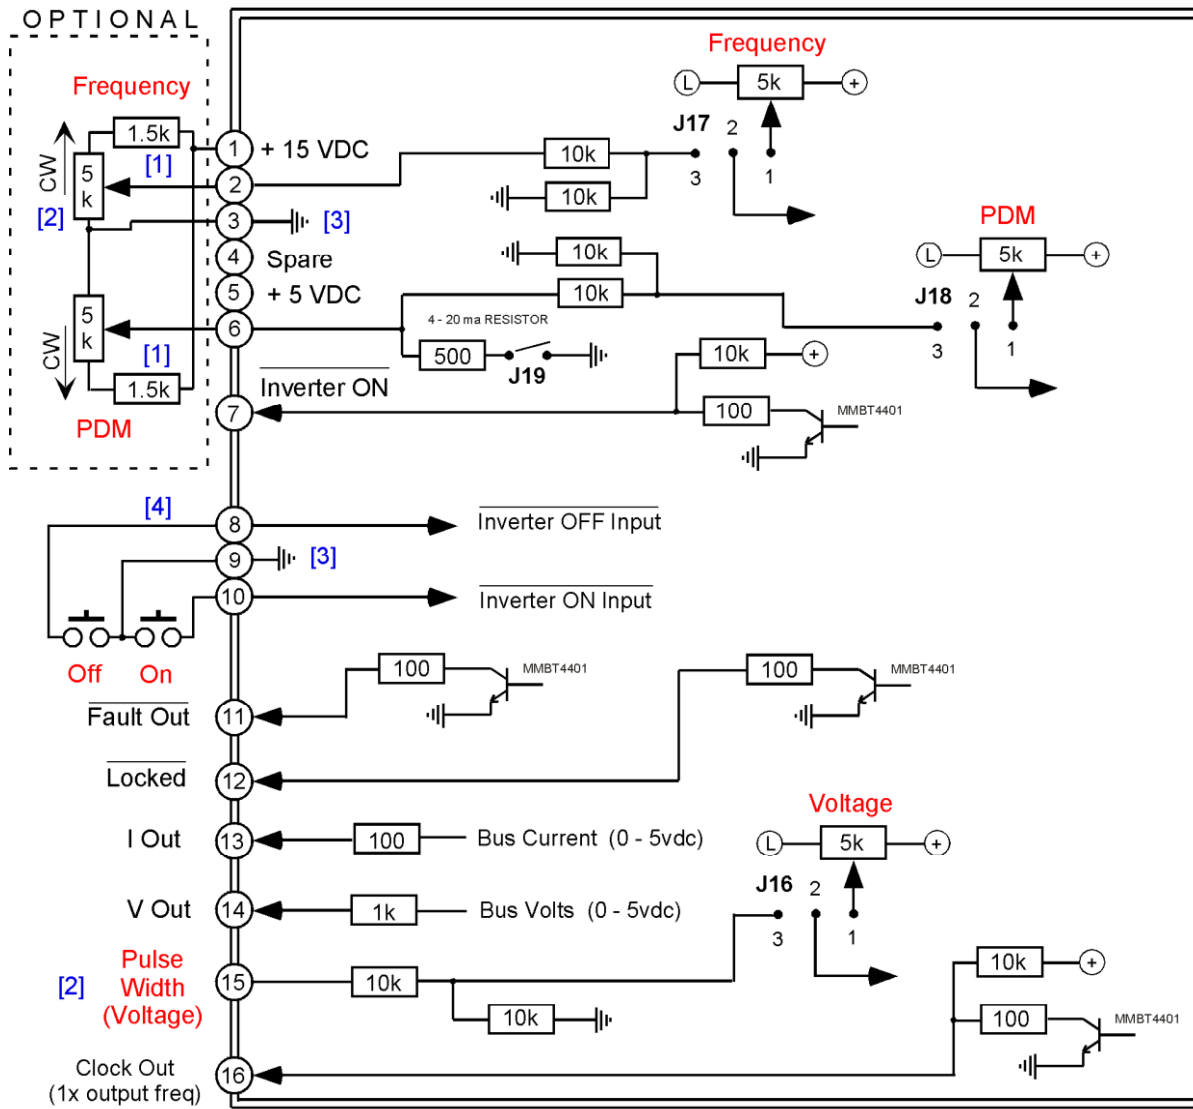 OPTIONAL
Frequency
1.5k
CW
5
k
[1]
[2]
5
k
CW
[1]
1.5k
PDM
1
+ 15 VDC
2
3
[3]
4
Spare
5
+ 5 VDC
6
Inverter ON
7
10k
10k
Frequency
L
5k
+
J17
2
3
1
10k
10k
4 - 20 ma RESISTOR
500
J19
PDM
L
5k
+
J18
2
3
1
10k
+
100
MMBT4401
[4]
8
Inverter OFF Input
9
[3]
10
Inverter ON Input
Off
On
100
MMBT4401
100
MMBT4401
Fault Out
11
Locked
12
I Out
13
100
Bus Current (0 - 5vdc)
V Out
14
1k
Bus Volts (0 - 5vdc)
Voltage
L
5k
+
J16
2
3
1
[2]
Pulse
Width
(Voltage)
15
10k
10k
10k
+
100
MMBT4401
Clock Out
(1x output freq)
16